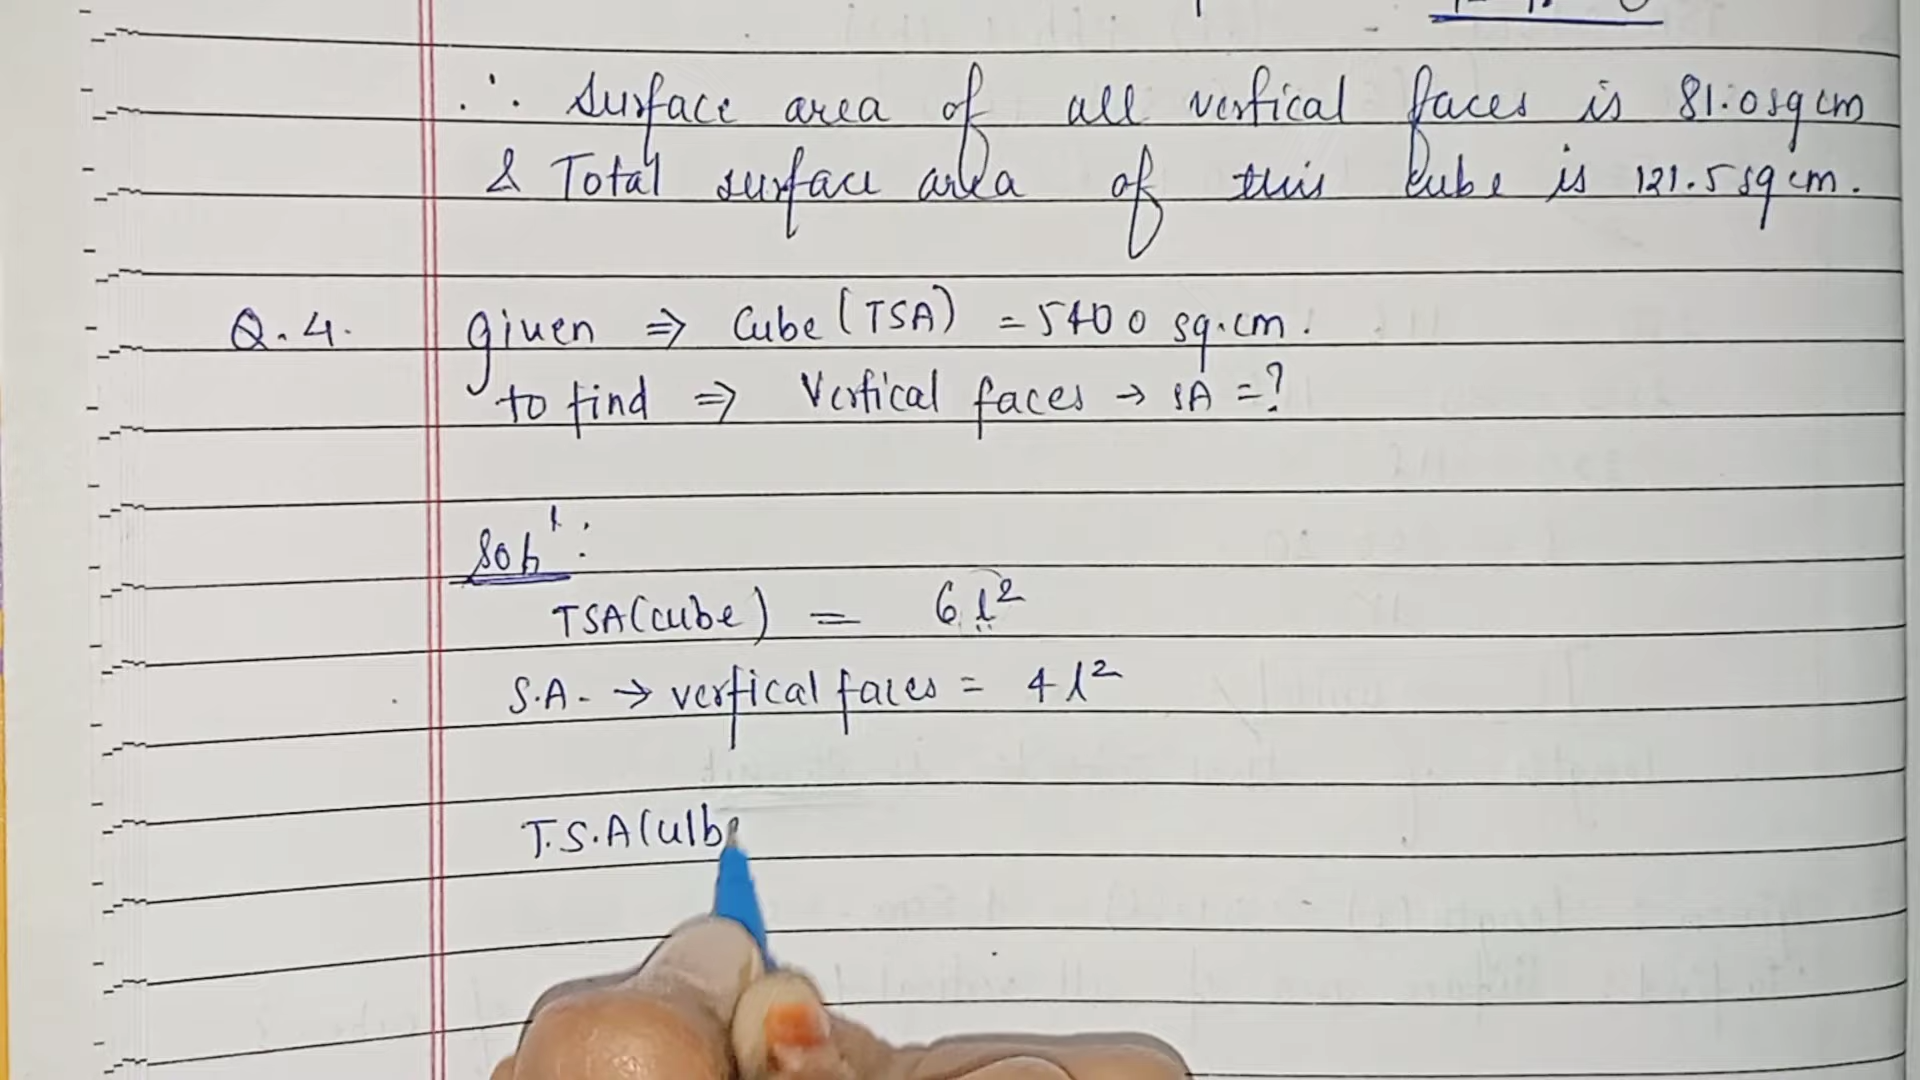 ∴ Surface area of all vertical faces is 81.0 sq cm
& Total surface area of this cube is 121.5 sq cm.
Q.4. Given ⇒ Cube (TSA) = 5400 sq.cm.
to find ⇒ Vertical faces → SA = ?
Solⁿ:
TSA(cube) = 6l²
S.A. → vertical faces = 4l²
T.S.A(cube